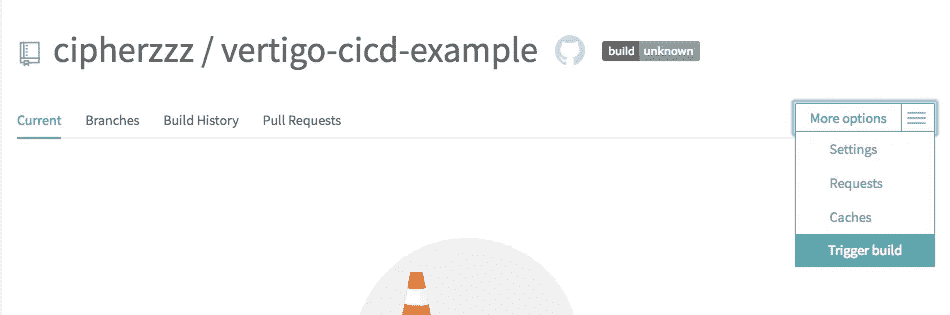 cipherzzz / vertigo-cicd-example build unknown
Current Branches Build History Pull Requests More options
Settings
Requests
Caches
Trigger build